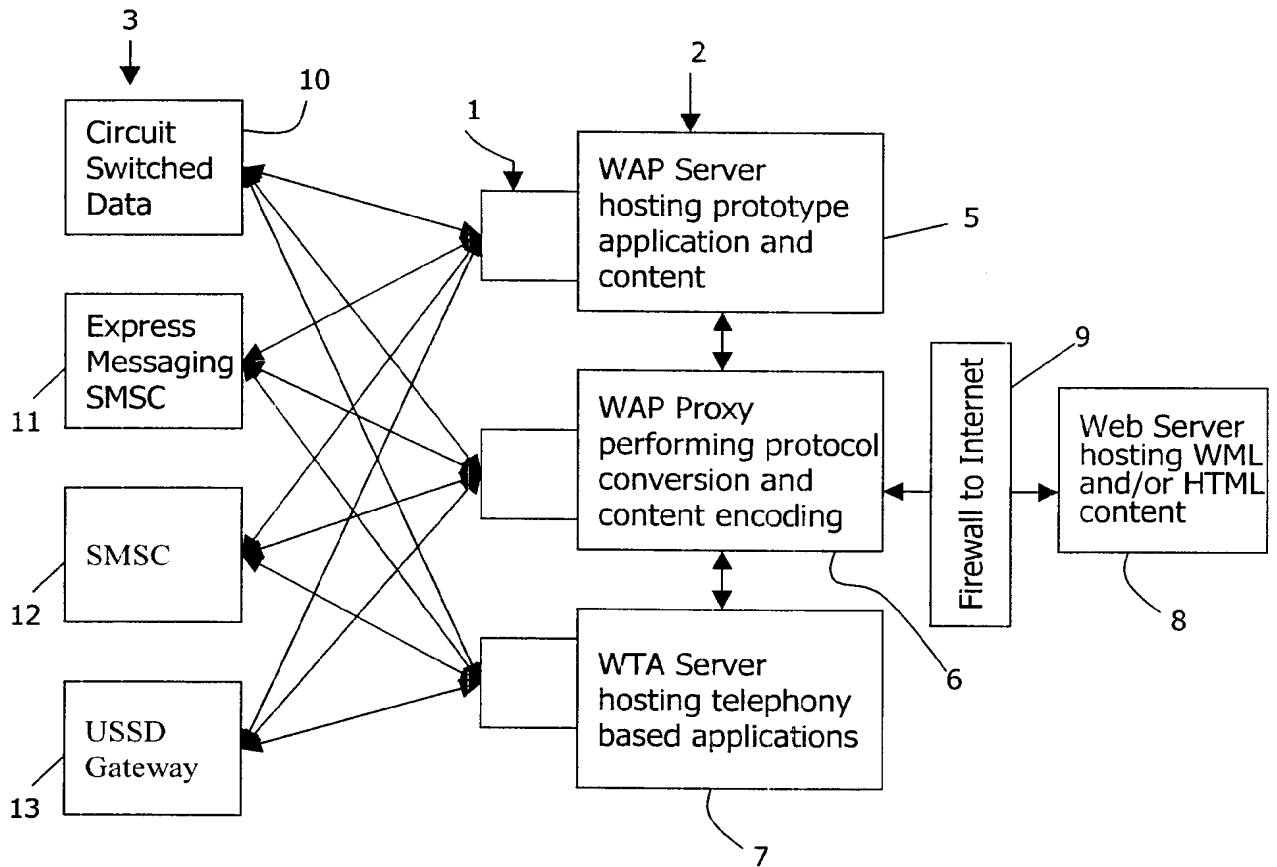 3
10
Circuit
Switched
Data
1
2
WAP Server
hosting prototype
application and
content
5
Express
Messaging
SMSC
11
WAP Proxy
performing protocol
conversion and
content encoding
6
Firewall to Internet
9
Web Server
hosting WML
and/or HTML
content
8
SMSC
12
WTA Server
hosting telephony
based applications
7
USSD
Gateway
13